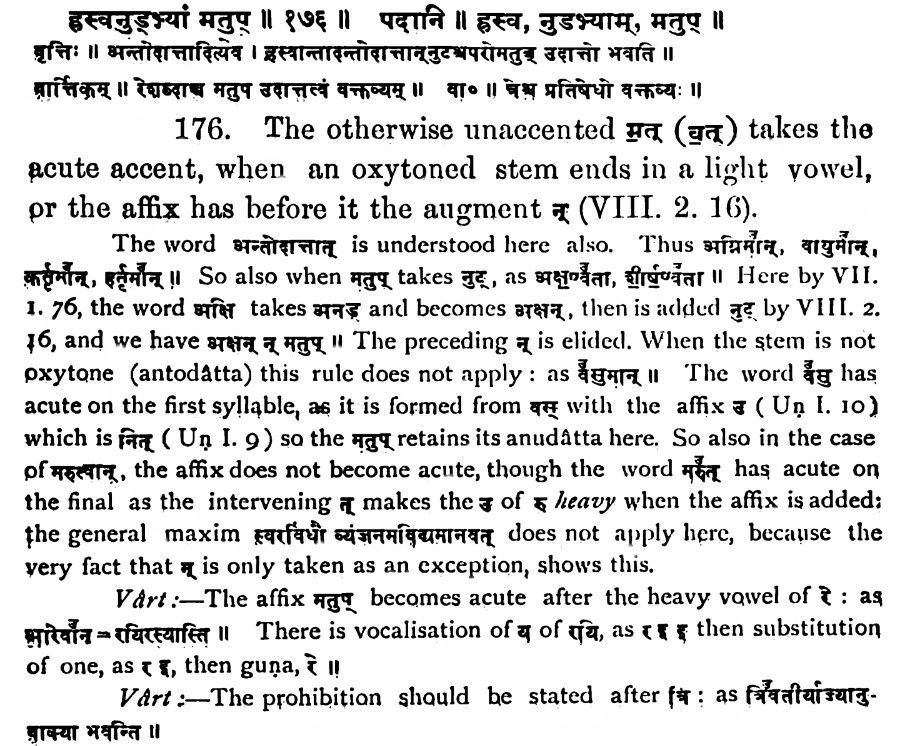 ह्रस्वनुड्भ्यां मतुप् ॥ १७६ ॥ पदानि ॥ ह्रस्व, नुडभ्याम्, मतुप् ॥
वृत्तिः ॥ अन्तोदात्तादित्येव । ह्रस्वान्तादन्तोदात्तान्नुटश्चपरोमतुब् उदात्तो भवति ॥
वार्त्तिकम् ॥ रेशब्दाच्च मतुप उदात्तत्वं वक्तव्यम् ॥ वा० ॥ त्रेश्च प्रतिषेधो वक्तव्यः ॥
176. The otherwise unaccented म॒त् (व॒त्) takes the
acute accent, when an oxytoned stem ends in a light vowel,
or the affix has before it the augment न् (VIII. 2. 16).
The word अन्तोदात्तात् is understood here also. Thus अग्निमाँन्, वायुमाँन्,
कर्तृमाँन्, हर्तृमाँन् ॥ So also when मतुप् takes नुट्, as अक्षण्वँता, शीर्षण्वँता ॥ Here by VII.
1. 76, the word अक्षि takes अनङ् and becomes अक्षन्, then is added नुट् by VIII. 2.
16, and we have अक्षन् न् मतुप् ॥ The preceding न् is elided. When the stem is not
oxytone (antodâtta) this rule does not apply : as वँसुमान् ॥ The word वँसु has
acute on the first syllable, as it is formed from वस् with the affix उ ( Uṇ I. 10)
which is नित् ( Uṇ I. 9) so the मतुप् retains its anudâtta here. So also in the case
of मरुत्वान्, the affix does not become acute, though the word मरुँत् has acute on
the final as the intervening त् makes the उ of रु heavy when the affix is added:
the general maxim स्वरविधौ व्यंजनमविद्यमानवत् does not apply here, because the
very fact that न् is only taken as an exception, shows this.
Vârt :—The affix मतुप् becomes acute after the heavy vowel of रे : as
आरेवाँन् = रयिरस्यास्ति ॥ There is vocalisation of य of रयि, as र इ इ then substitution
of one, as र इ, then guṇa, रे ॥
Vârt :—The prohibition should be stated after त्रि : as त्रिँवतीर्याज्यानु-
वाक्या भवन्ति ॥